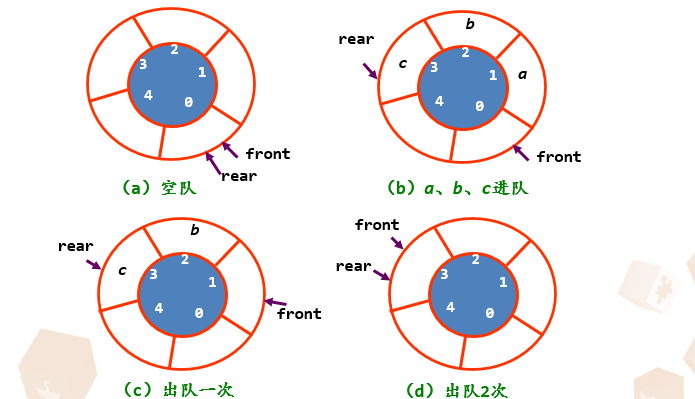 2
3
1
4
0
front
rear
(a) 空队
b
rear
c
2
3
1
a
4
0
front
(b) a、b、c进队
b
rear
c
2
3
1
4
0
front
(c) 出队一次
front
rear
2
3
1
4
0
(d) 出队2次